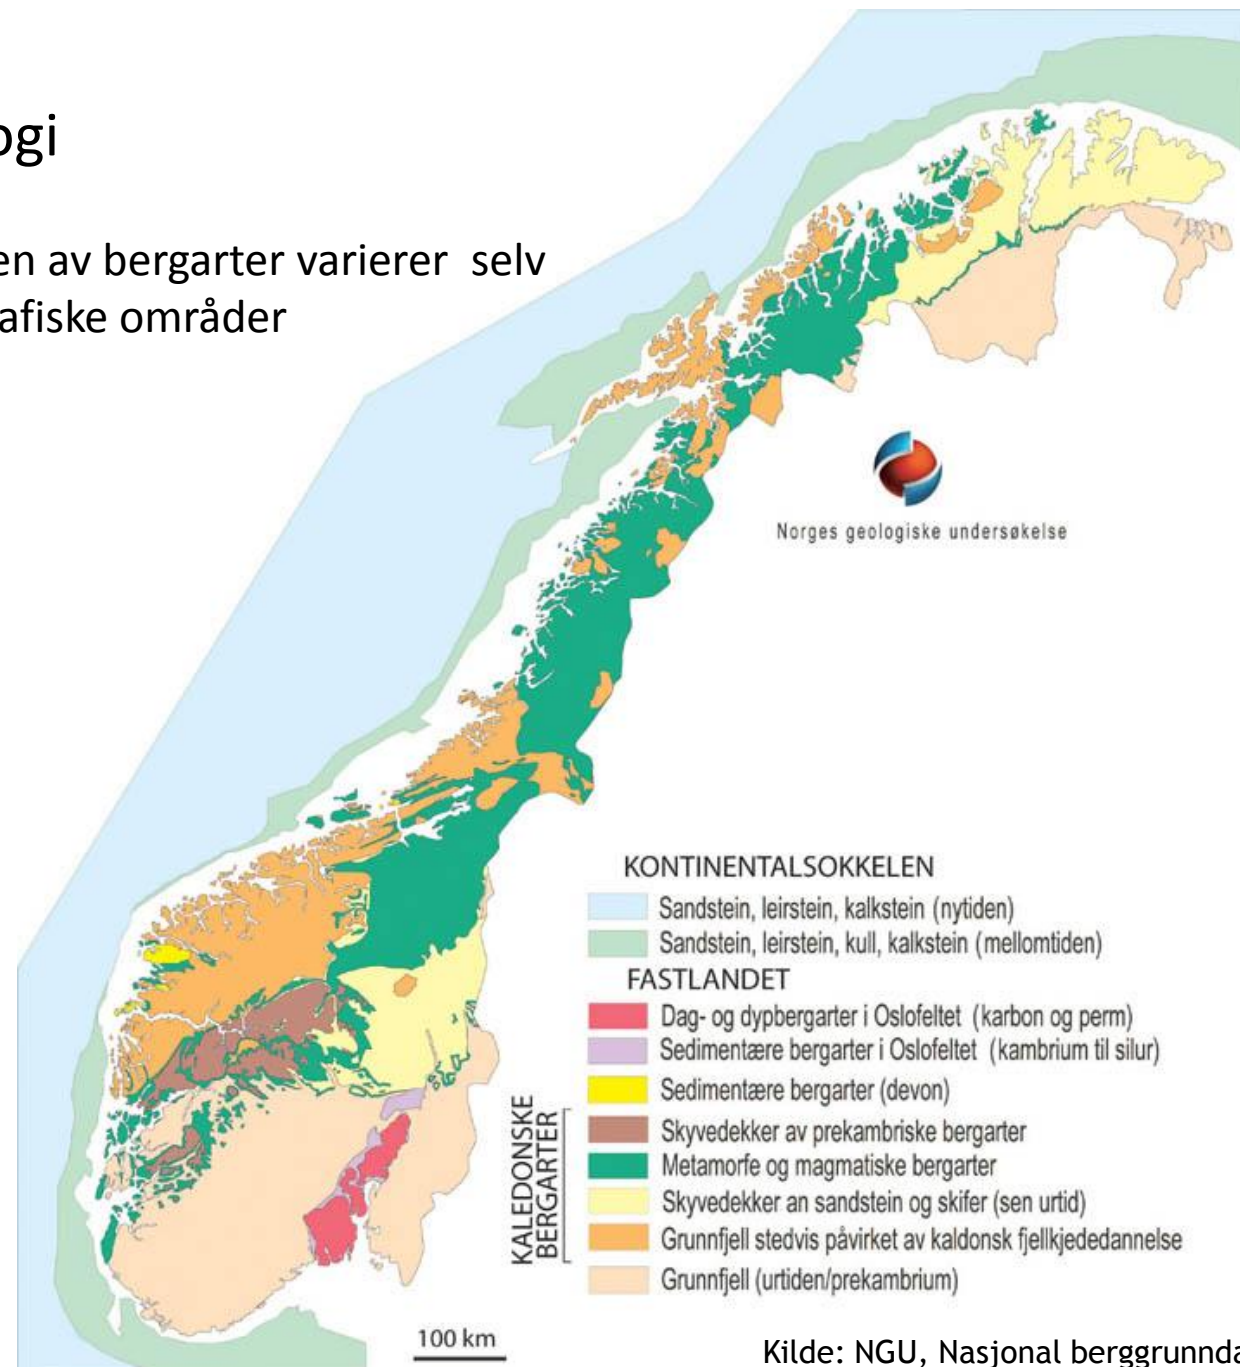 ogi
en av bergarter varierer selv
afiske områder
Norges geologiske undersøkelse
KONTINENTALSOKKELEN
Sandstein, leirstein, kalkstein (nytiden)
Sandstein, leirstein, kull, kalkstein (mellomtiden)
FASTLANDET
Dag- og dypbergarter i Oslofeltet (karbon og perm)
Sedimentære bergarter i Oslofeltet (kambrium til silur)
Sedimentære bergarter (devon)
KALEDONSKE
BERGARTER
Skyvedekker av prekambriske bergarter
Metamorfe og magmatiske bergarter
Skyvedekker an sandstein og skifer (sen urtid)
Grunnfjell stedvis påvirket av kaldonsk fjellkjededannelse
Grunnfjell (urtiden/prekambrium)
100 km
Kilde: NGU, Nasjonal berggrunnda